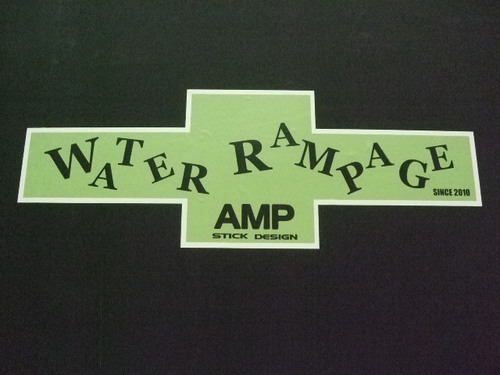 WATER RAMPAGE
SINCE 2010
AMP
STICK DESIGN